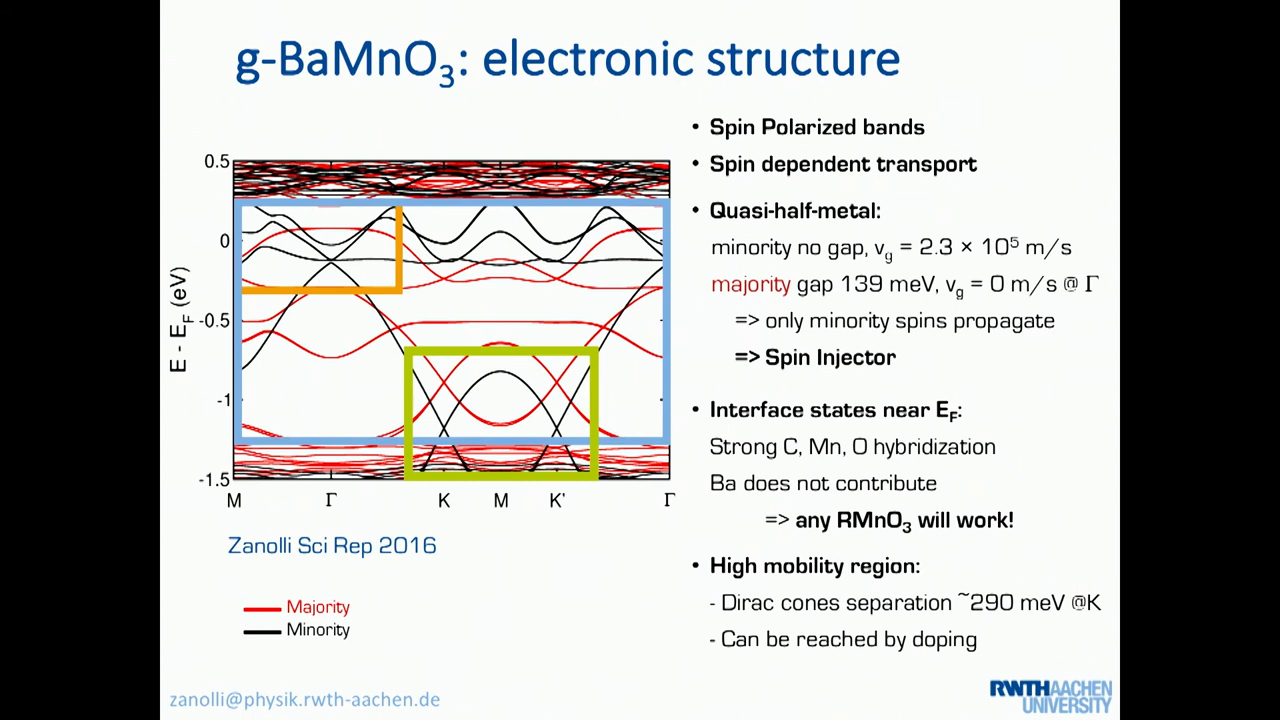 g-BaMnO₃: electronic structure
0.5
0
-0.5
-1
-1.5
E - E_F (eV)
M Γ K M K' Γ
Zanolli Sci Rep 2016
Majority
Minority
• Spin Polarized bands
• Spin dependent transport
• Quasi-half-metal:
minority no gap, v_g = 2.3 × 10⁵ m/s
majority gap 139 meV, v_g = 0 m/s @ Γ
=> only minority spins propagate
=> Spin Injector
• Interface states near E_F:
Strong C, Mn, O hybridization
Ba does not contribute
=> any RMnO₃ will work!
• High mobility region:
- Dirac cones separation ~290 meV @K
- Can be reached by doping
zanolli@physik.rwth-aachen.de
RWTHAACHEN
UNIVERSITY